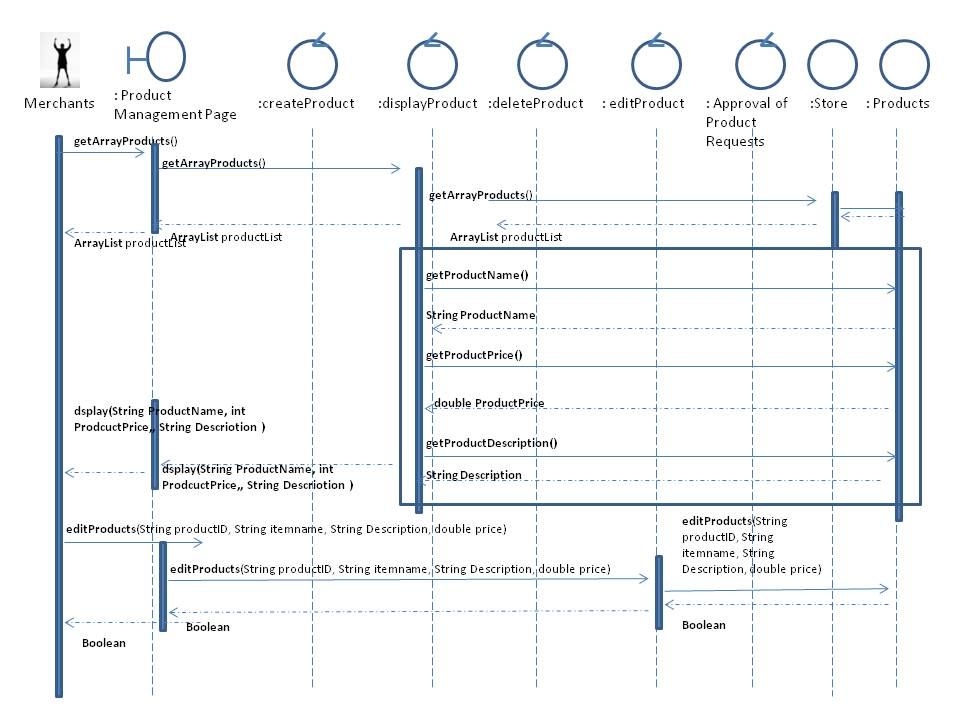 Merchants
: Product
Management Page
:createProduct
:displayProduct
:deleteProduct
: editProduct
: Approval of
Product
Requests
:Store
: Products
getArrayProducts()
getArrayProducts()
getArrayProducts()
ArrayList productList
ArrayList productList
ArrayList productList
getProductName()
String ProductName
getProductPrice()
double ProductPrice
dsplay(String ProductName, int
ProdcuctPrice,, String Descriotion )
getProductDescription()
dsplay(String ProductName, int
ProdcuctPrice,, String Descriotion )
String Description
editProducts(String productID, String itemname, String Description, double price)
editProducts(String
productID, String
itemname, String
Description, double price)
editProducts(String productID, String itemname, String Description, double price)
Boolean
Boolean
Boolean